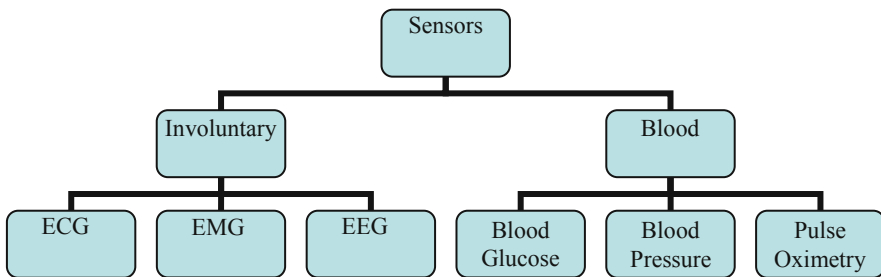 Sensors
Involuntary
Blood
ECG
EMG
EEG
Blood
Glucose
Blood
Pressure
Pulse
Oximetry